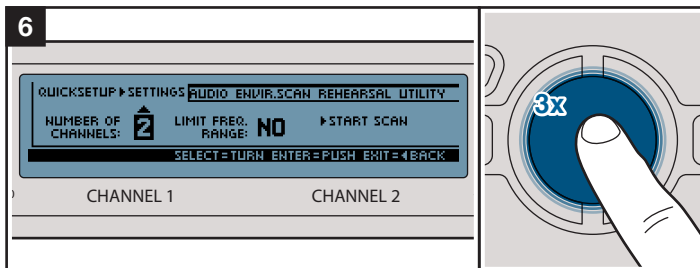 6
QUICKSETUP▶SETTINGS AUDIO ENVIR.SCAN REHEARSAL UTILITY
NUMBER OF CHANNELS: 2 LIMIT FREQ. RANGE: NO ▶START SCAN
SELECT=TURN ENTER=PUSH EXIT=◀BACK
CHANNEL 1 CHANNEL 2
3x